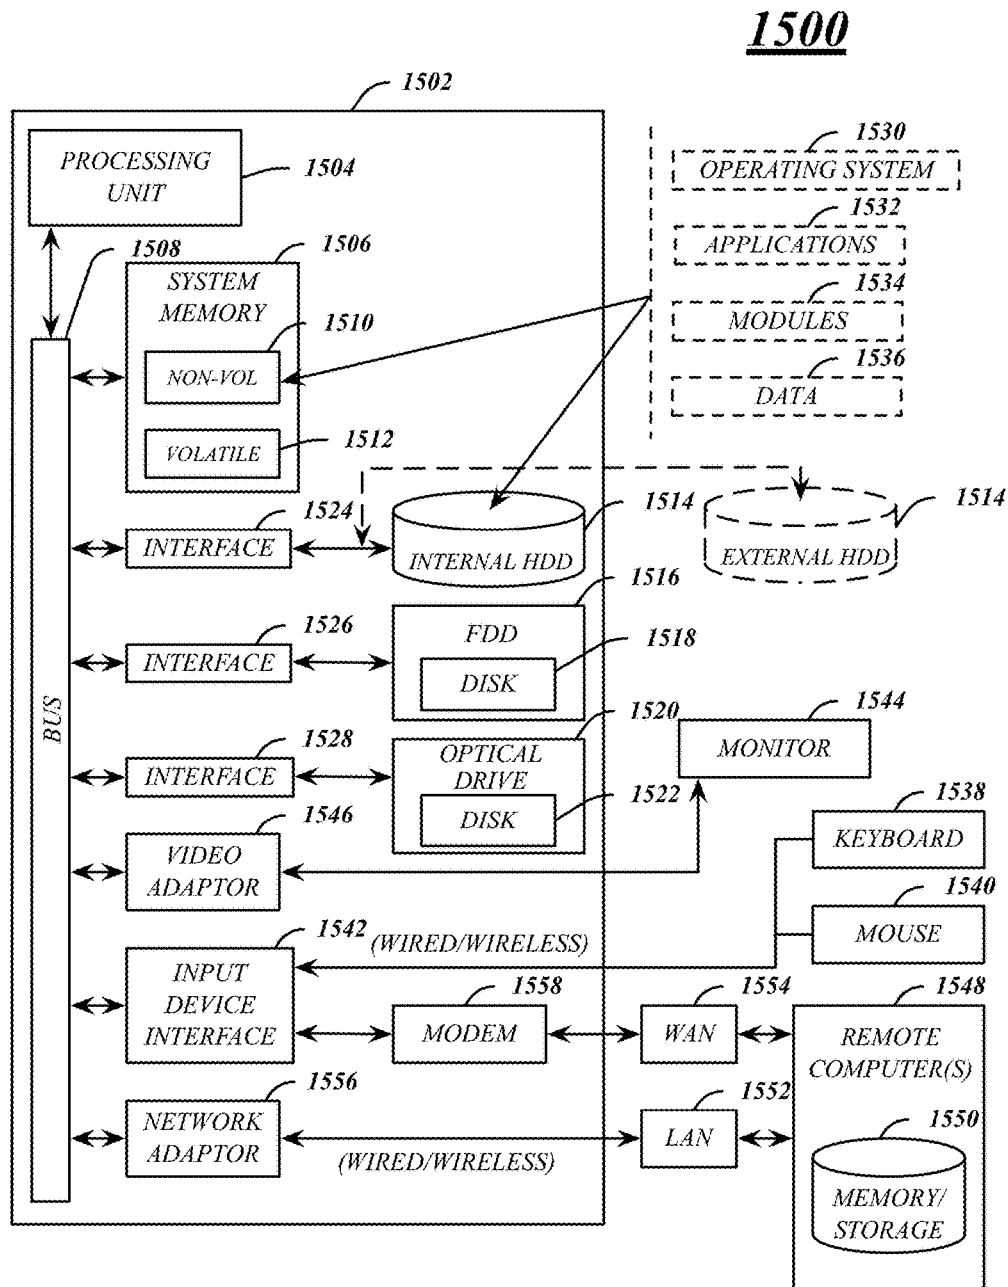 1500
1502
PROCESSING
UNIT
1504
1530
OPERATING SYSTEM
1532
APPLICATIONS
1534
MODULES
1536
DATA
1508
1506
SYSTEM
MEMORY
1510
NON-VOL
1512
VOLATILE
1524
INTERFACE
1514
INTERNAL HDD
1514
EXTERNAL HDD
1516
FDD
1526
INTERFACE
1518
DISK
BUS
1520
OPTICAL
DRIVE
1528
INTERFACE
1522
DISK
1544
MONITOR
1546
VIDEO
ADAPTOR
1538
KEYBOARD
1540
MOUSE
1542
INPUT
DEVICE
INTERFACE
(WIRED/WIRELESS)
1558
MODEM
1554
WAN
1548
REMOTE
COMPUTER(S)
1556
NETWORK
ADAPTOR
(WIRED/WIRELESS)
1552
LAN
1550
MEMORY/
STORAGE